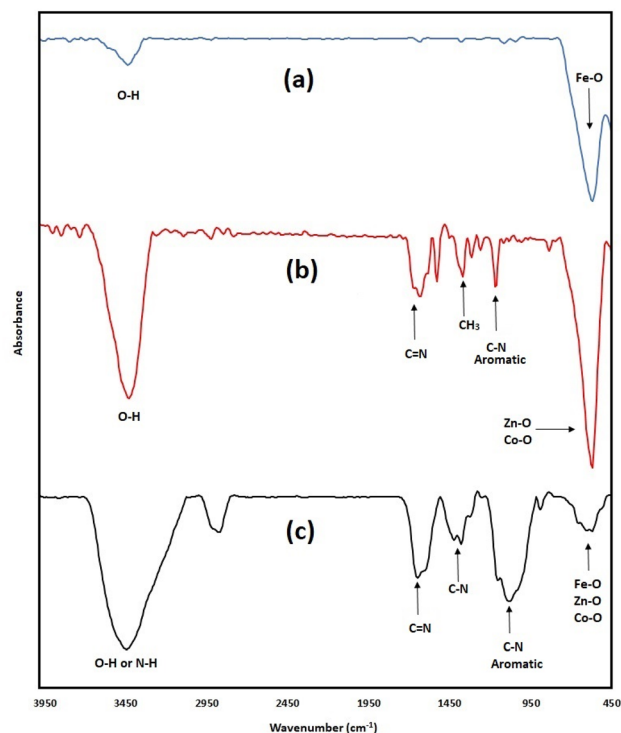 (a)
O-H
Fe-O
(b)
O-H
C=N
CH₃
C-N
Aromatic
Zn-O
Co-O
(c)
O-H or N-H
C=N
C-N
C-N
Aromatic
Fe-O
Zn-O
Co-O
Absorbance
3950 3450 2950 2450 1950 1450 950 450
Wavenumber (cm⁻¹)